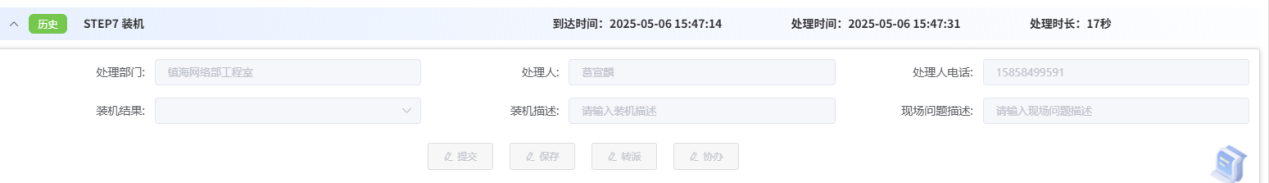 历史 STEP7 装机 到达时间：2025-05-06 15:47:14 处理时间：2025-05-06 15:47:31 处理时长：17秒
处理部门: 镇海网络部工程室 处理人: 葛宣麟 处理人电话: 15858499591
装机结果: 装机描述: 请输入装机描述 现场问题描述: 请输入现场问题描述
提交 保存 转派 协办